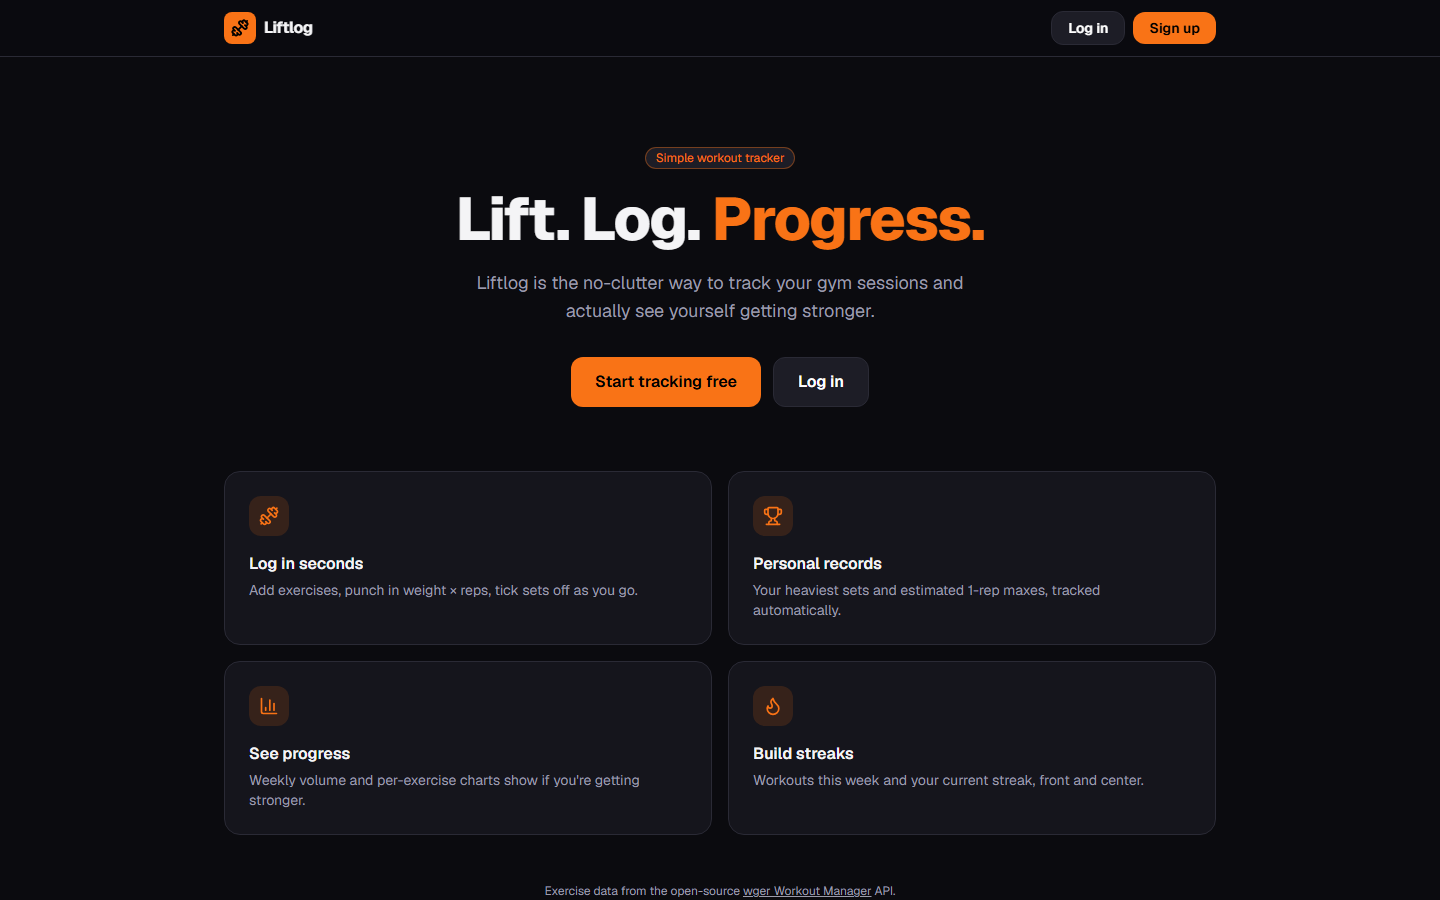 Liftlog
Log in
Sign up
Simple workout tracker
Lift. Log. Progress.
Liftlog is the no-clutter way to track your gym sessions and
actually see yourself getting stronger.
Start tracking free
Log in
Log in seconds
Add exercises, punch in weight × reps, tick sets off as you go.
Personal records
Your heaviest sets and estimated 1-rep maxes, tracked
automatically.
See progress
Weekly volume and per-exercise charts show if you're getting
stronger.
Build streaks
Workouts this week and your current streak, front and center.
Exercise data from the open-source wger Workout Manager API.